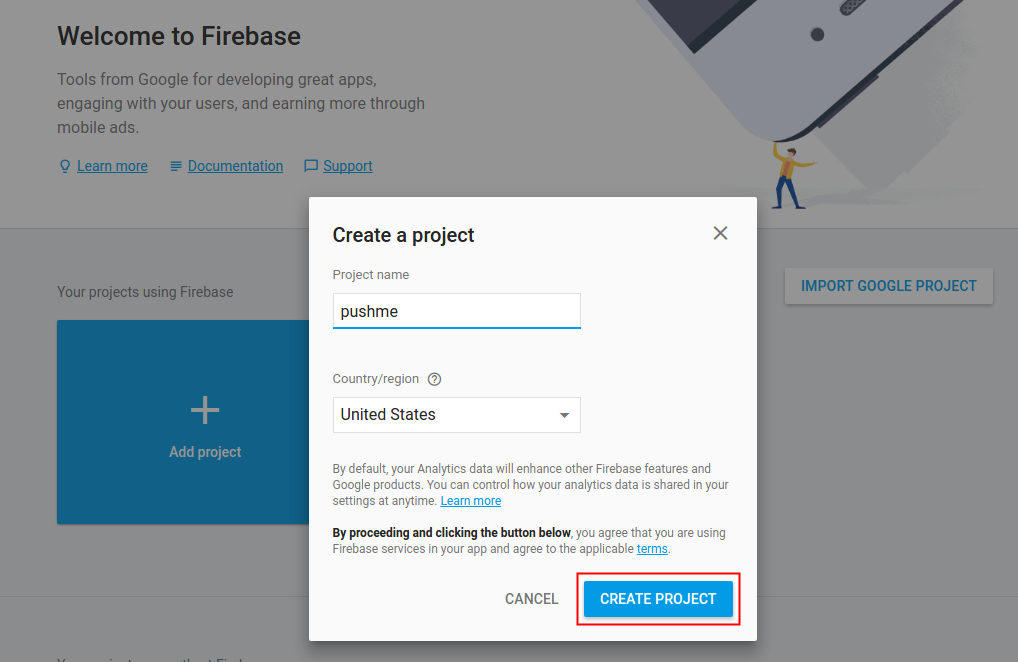 Welcome to Firebase
Tools from Google for developing great apps,
engaging with your users, and earning more through
mobile ads.
Learn more Documentation Support
Create a project
Project name
pushme
Your projects using Firebase
IMPORT GOOGLE PROJECT
Add project
Country/region
United States
By default, your Analytics data will enhance other Firebase features and
Google products. You can control how your analytics data is shared in your
settings at anytime. Learn more
By proceeding and clicking the button below, you agree that you are using
Firebase services in your app and agree to the applicable terms.
CANCEL CREATE PROJECT